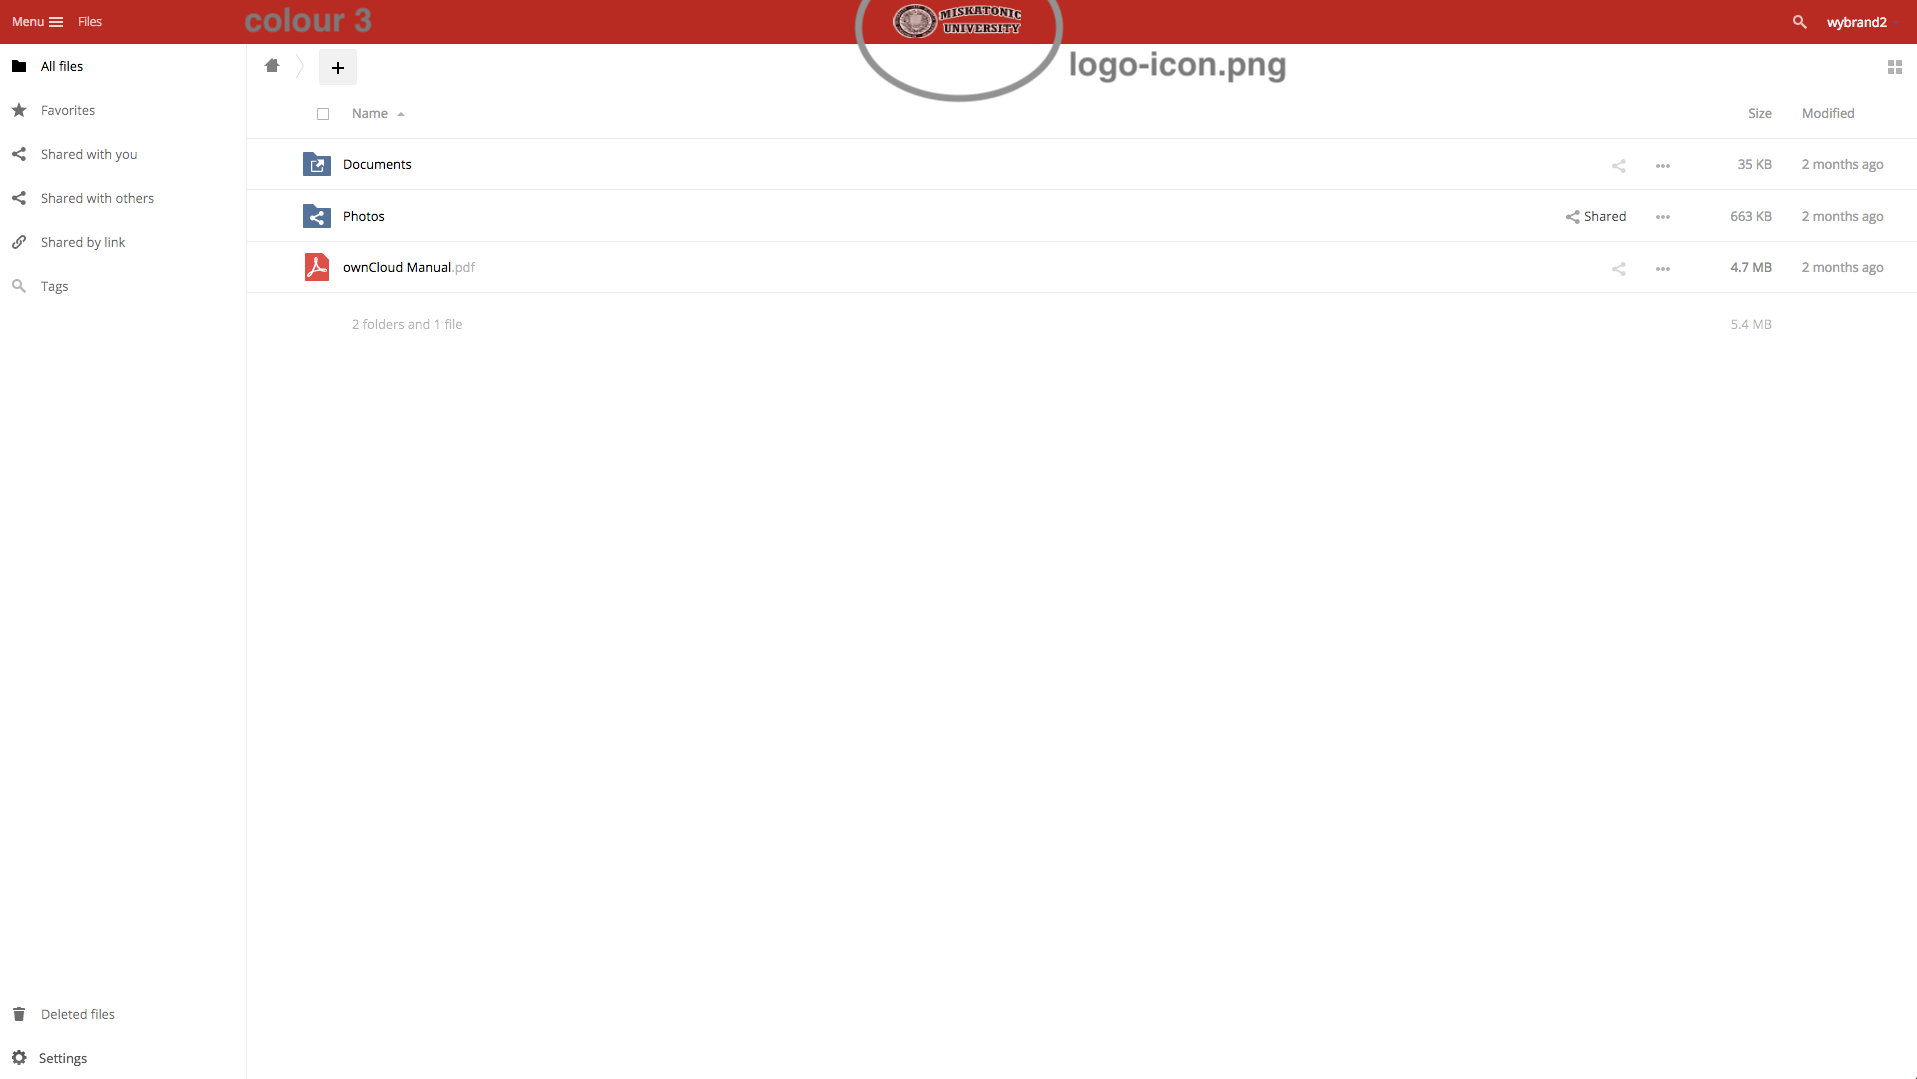 Menu Files colour 3 MISKATONIC UNIVERSITY wybrand2
logo-icon.png
All files
Favorites
Shared with you
Shared with others
Shared by link
Tags
+
Name Size Modified
Documents ••• 35 KB 2 months ago
Photos Shared ••• 663 KB 2 months ago
ownCloud Manual.pdf ••• 4.7 MB 2 months ago
2 folders and 1 file 5.4 MB
Deleted files
Settings